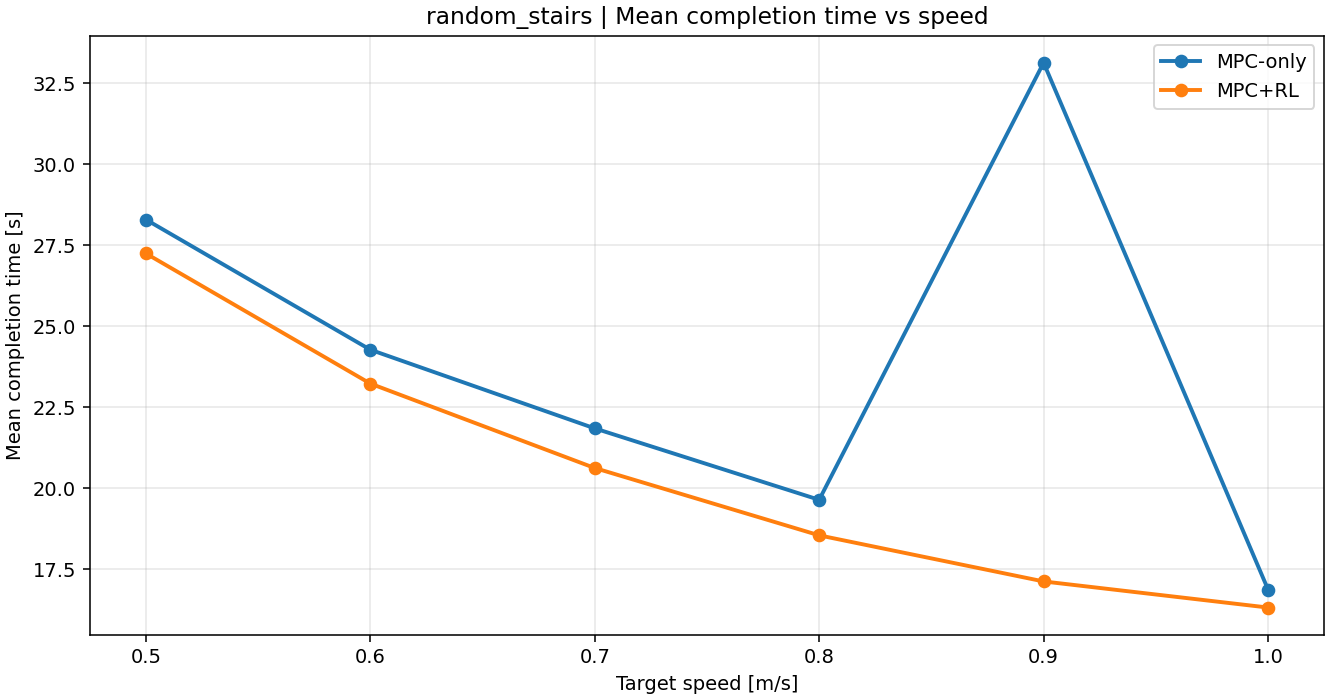 random_stairs | Mean completion time vs speed
MPC-only
MPC+RL
Mean completion time [s]
32.5
30.0
27.5
25.0
22.5
20.0
17.5
0.5 0.6 0.7 0.8 0.9 1.0
Target speed [m/s]